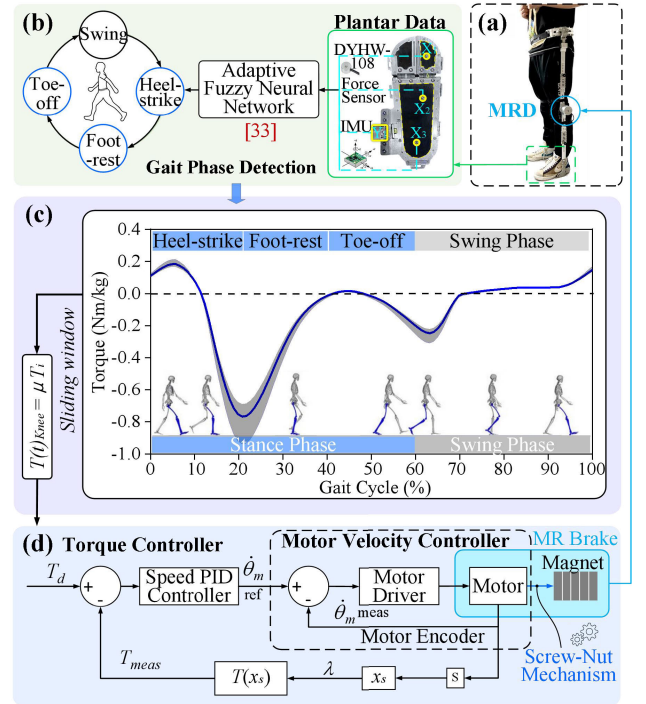 (b)
Swing
Toe-
off
Heel-
strike
Foot
-rest
Adaptive
Fuzzy Neural
Network
[33]
Gait Phase Detection
Plantar Data
DYHW-
108
Force
Sensor
IMU
X1
X2
X3
(a)
MRD
(c)
Sliding window
T(t)Knee = μTi
Torque (Nm/kg)
0.4
0.2
0.0
-0.2
-0.4
-0.6
-0.8
-1.0
Heel-strike
Foot-rest
Toe-off
Swing Phase
Stance Phase
Swing Phase
0 10 20 30 40 50 60 70 80 90 100
Gait Cycle (%)
(d)
Torque Controller
Motor Velocity Controller
MR Brake
Td
+
-
Speed PID
Controller
θ̇m
ref
+
-
Motor
Driver
Motor
Magnet
θ̇m meas
Motor Encoder
Screw-Nut
Mechanism
Tmeas
T(xs)
λ
xs
s